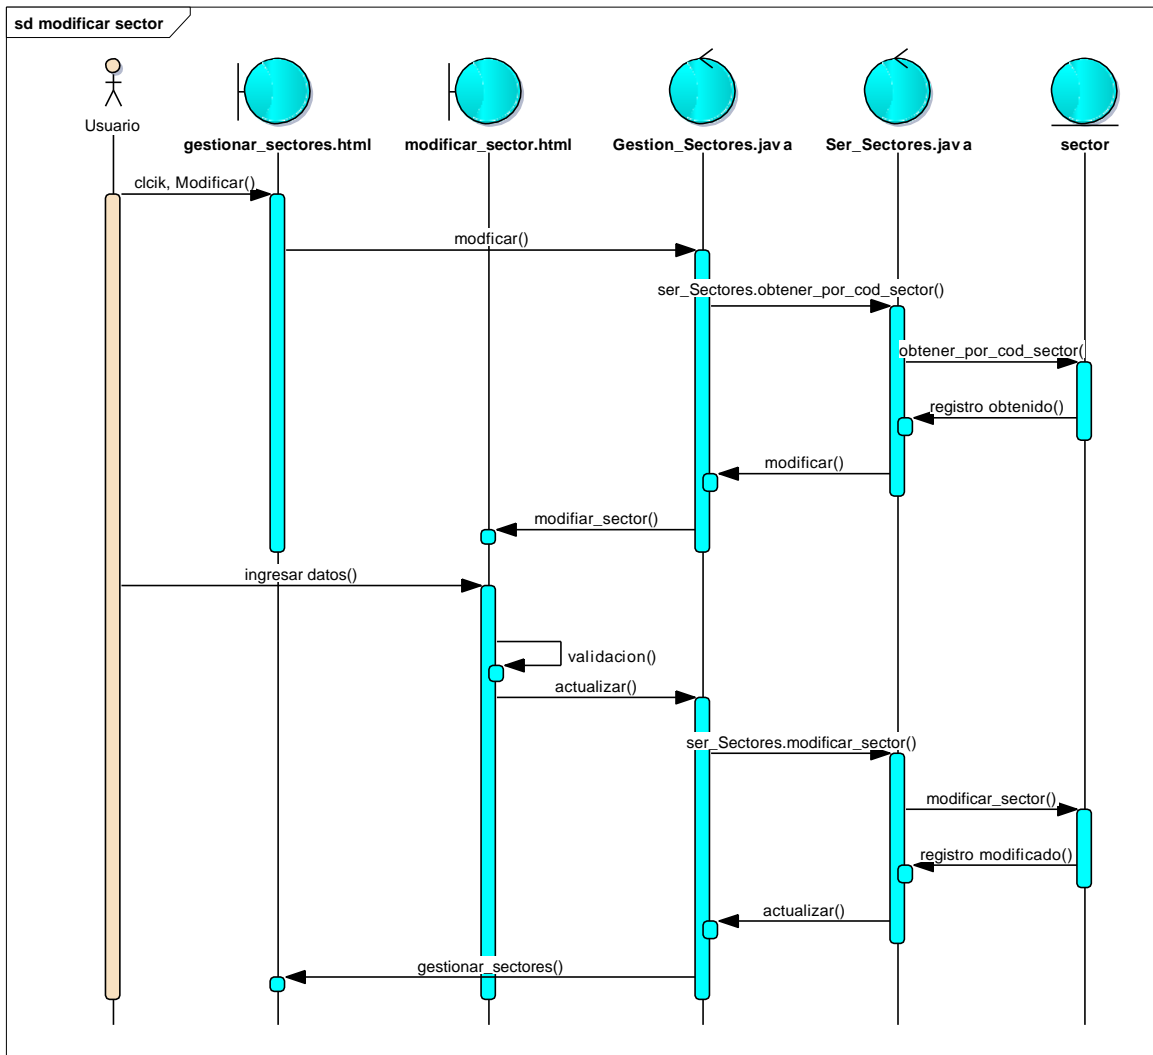 sd modificar sector
Usuario
gestionar_sectores.html
modificar_sector.html
Gestion_Sectores.java
Ser_Sectores.java
sector
clcik, Modificar()
modficar()
ser_Sectores.obtener_por_cod_sector()
obtener_por_cod_sector(
registro obtenido()
modificar()
modifiar_sector()
ingresar datos()
validacion()
actualizar()
ser_Sectores.modificar_sector()
modificar_sector()
registro modificado()
actualizar()
gestionar_sectores()